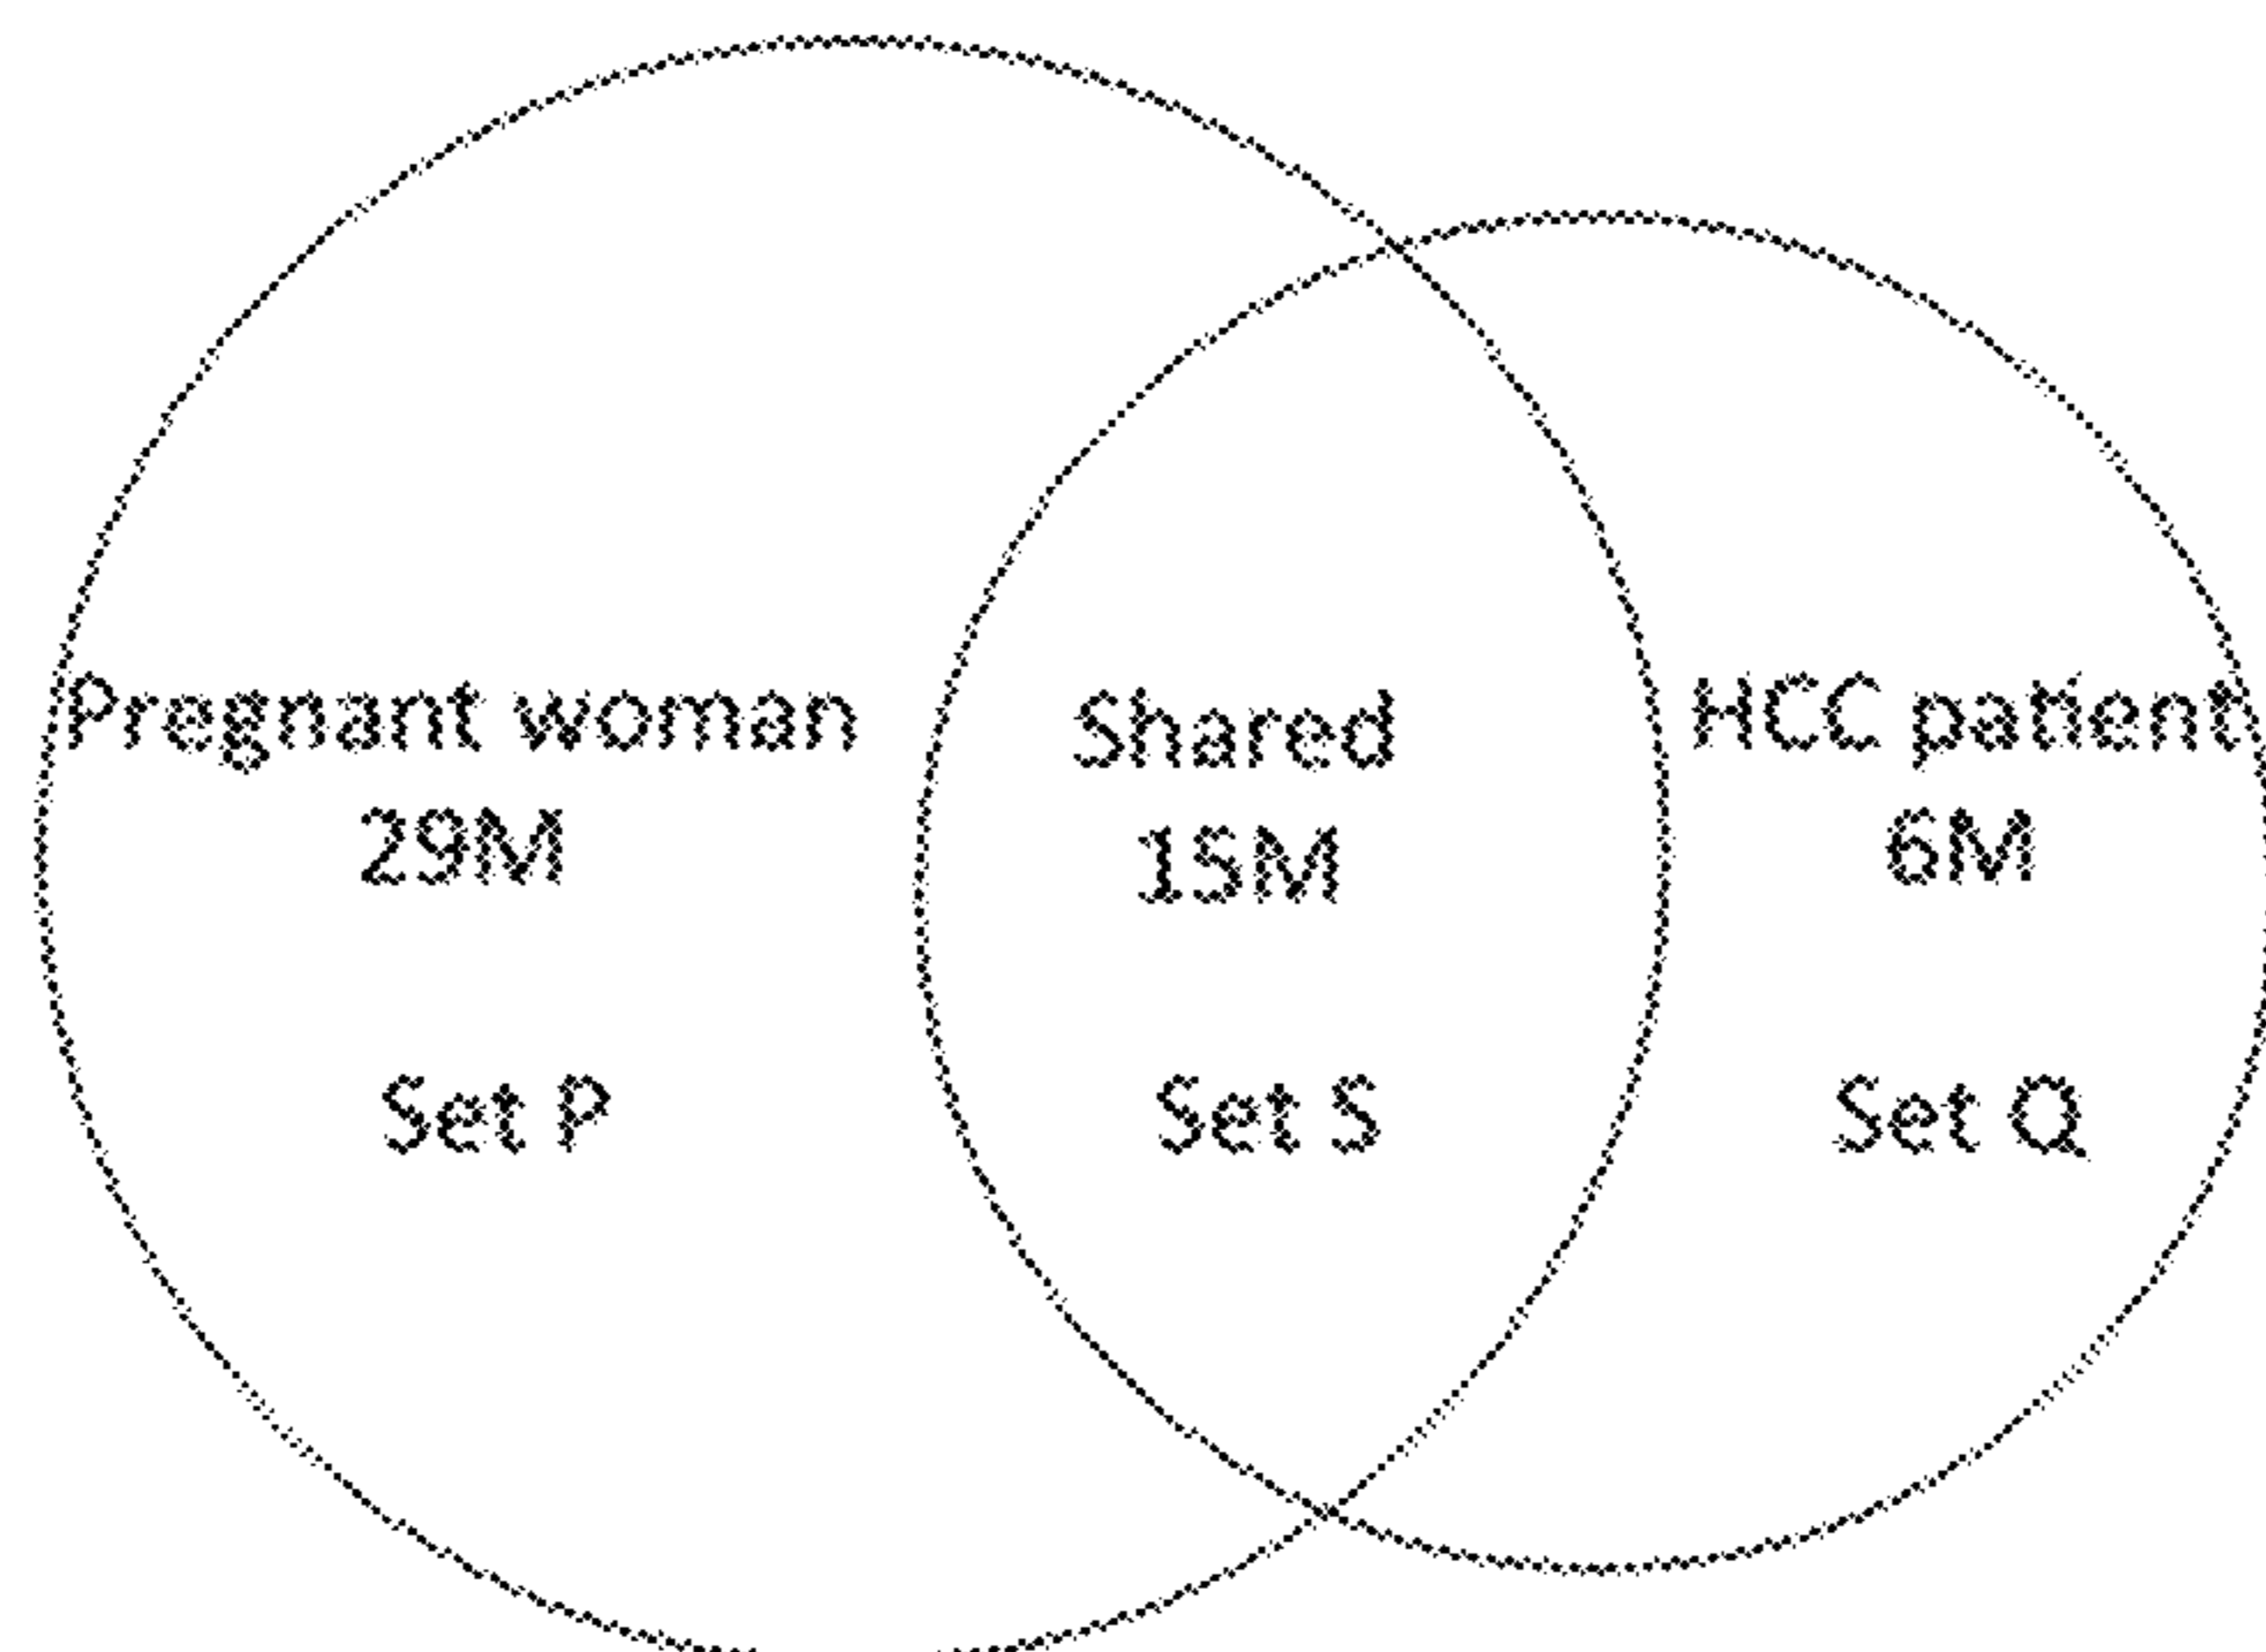 Pregnant woman
29M
Set P
Shared
15M
Set S
HCC patient
6M
Set Q